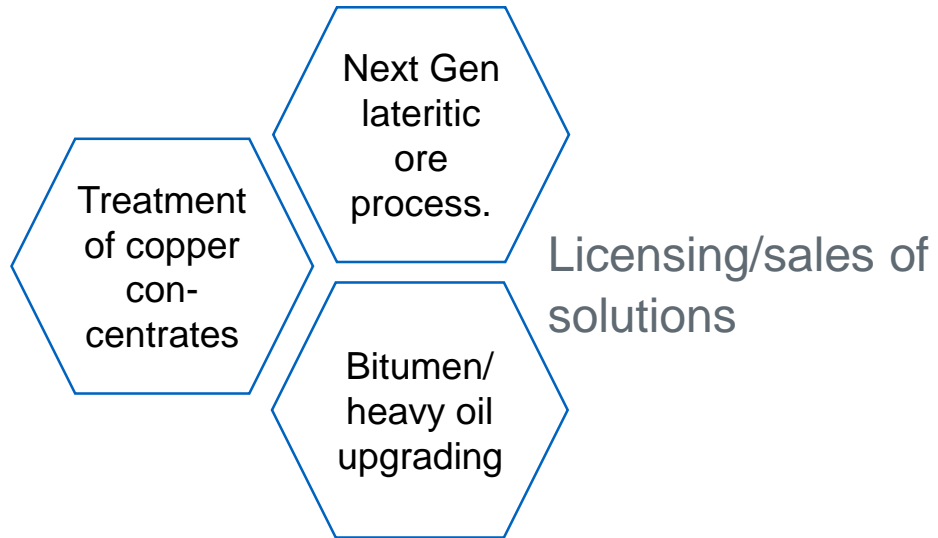 Next Gen
lateritic
ore
process.
Treatment
of copper
con-
centrates
Licensing/sales of
solutions
Bitumen/
heavy oil
upgrading